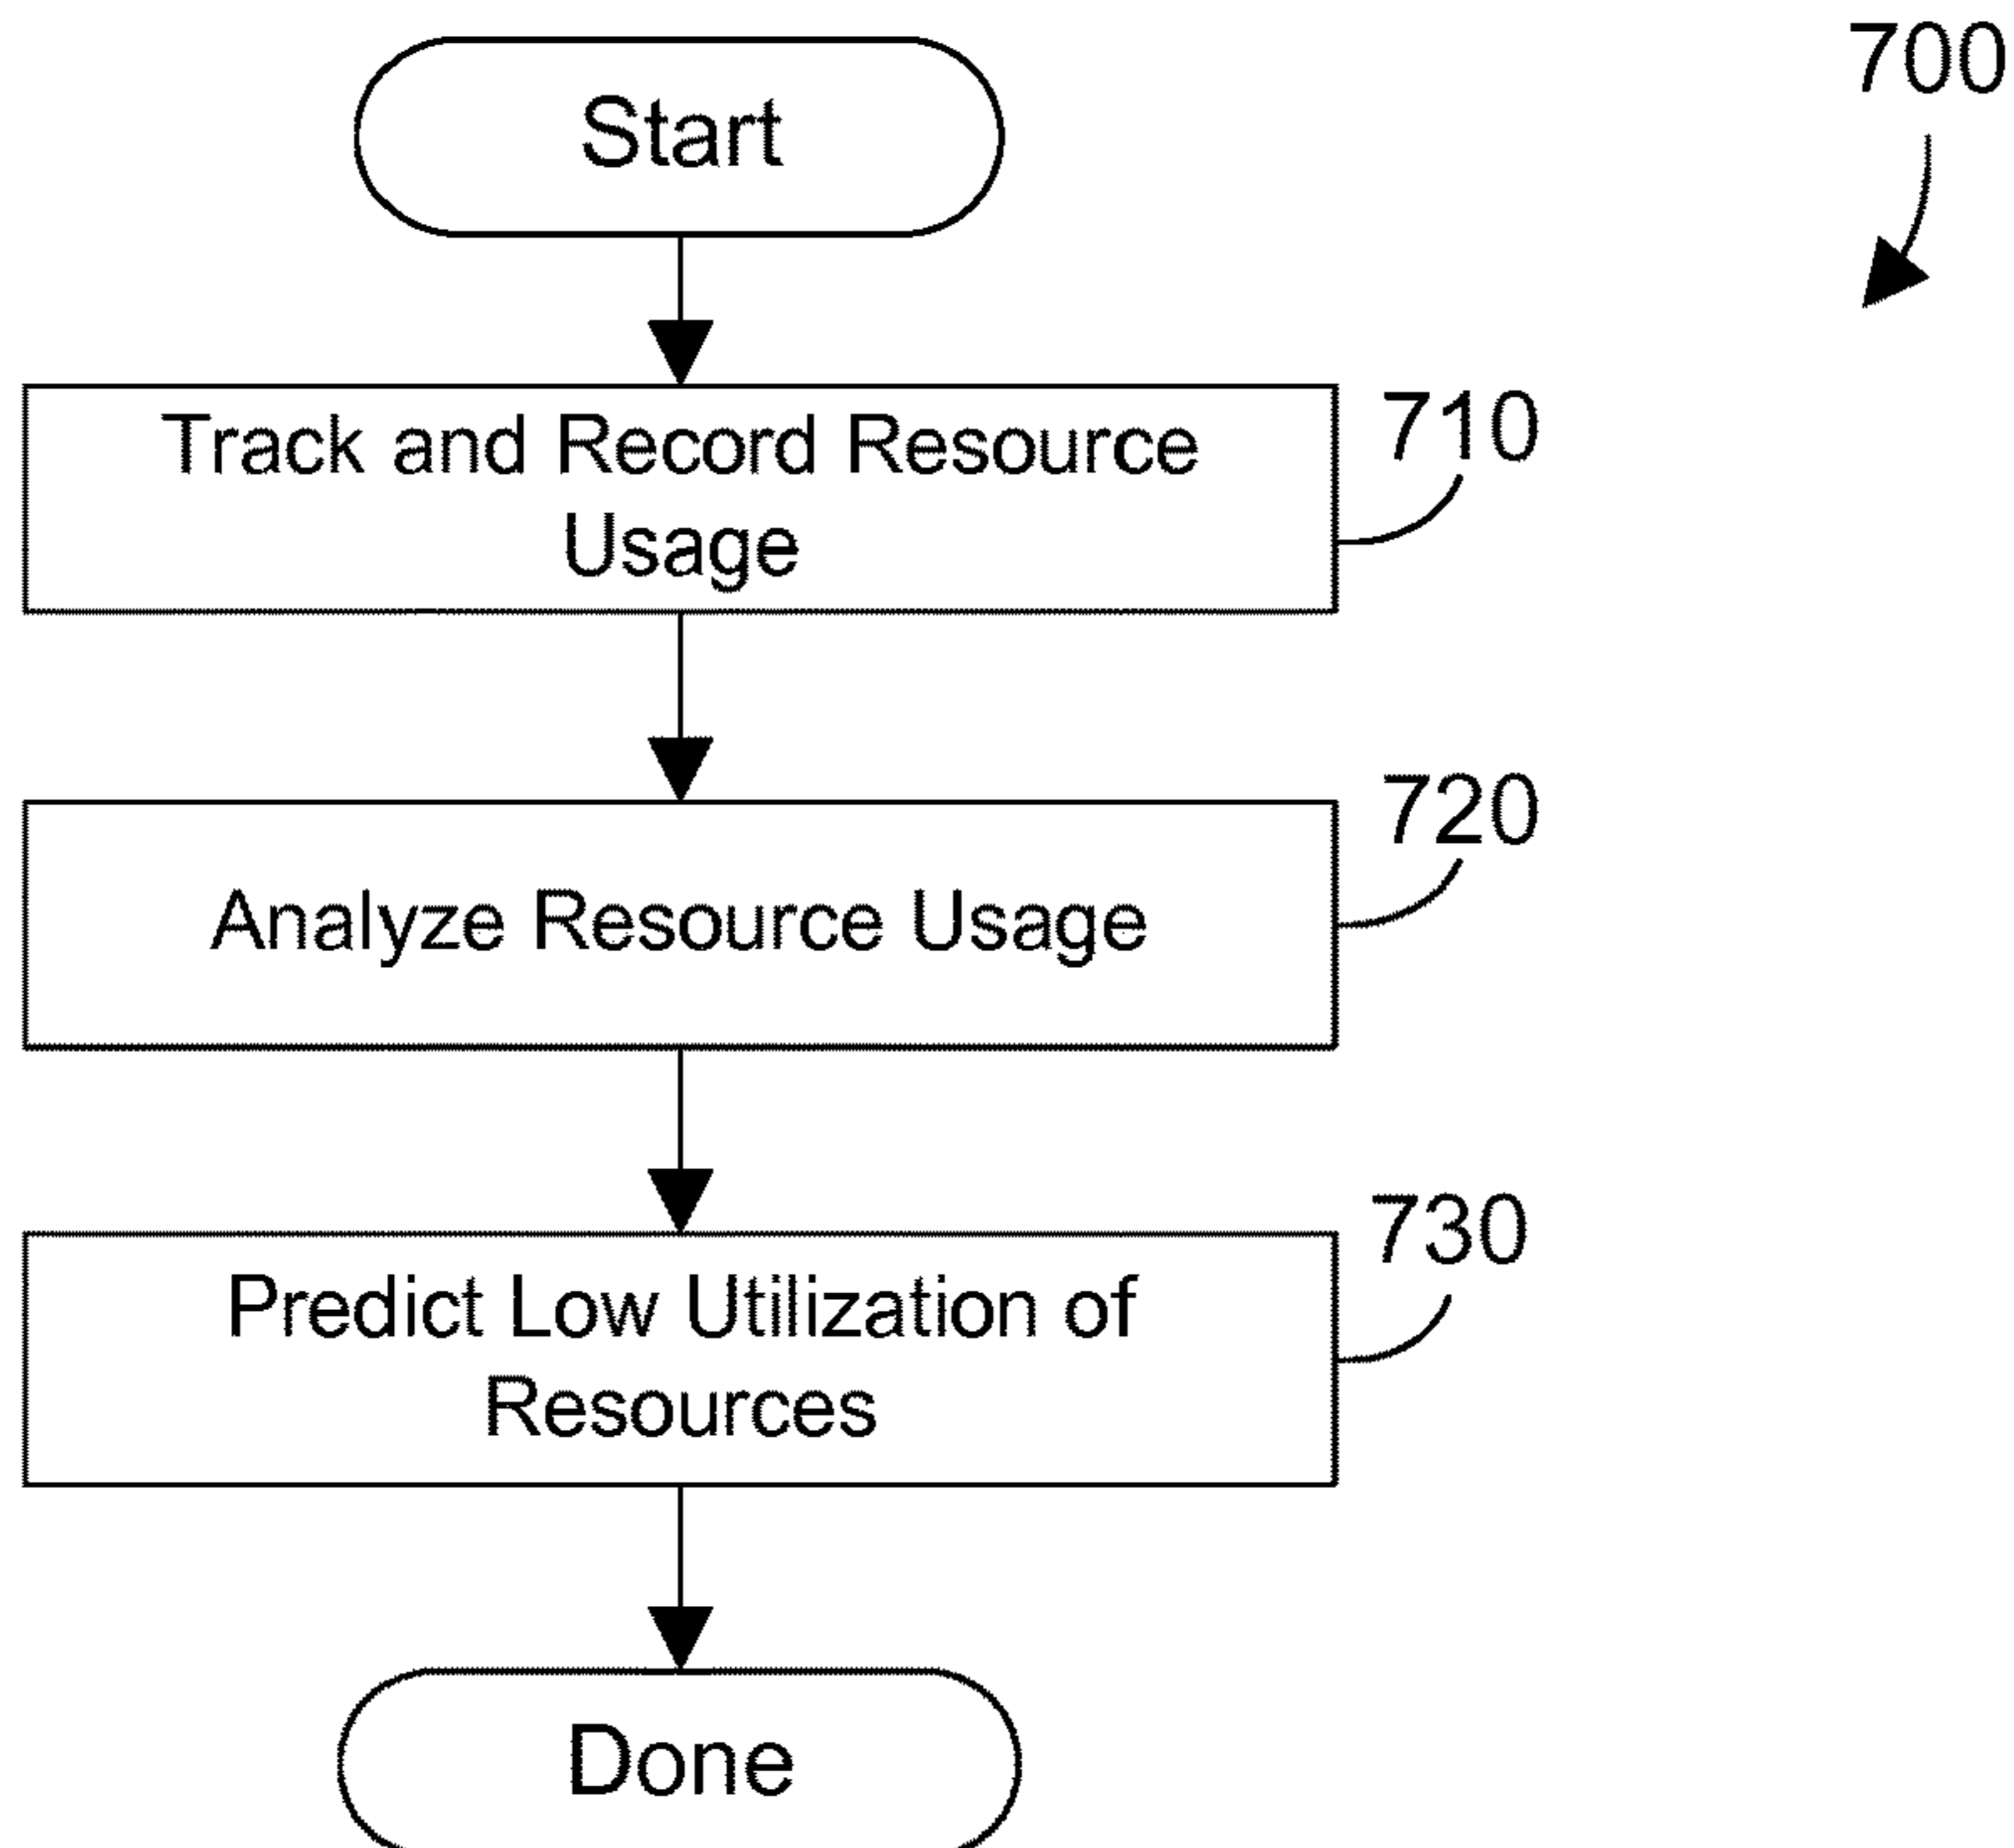 Start
700
Track and Record Resource
Usage
710
Analyze Resource Usage
720
Predict Low Utilization of
Resources
730
Done